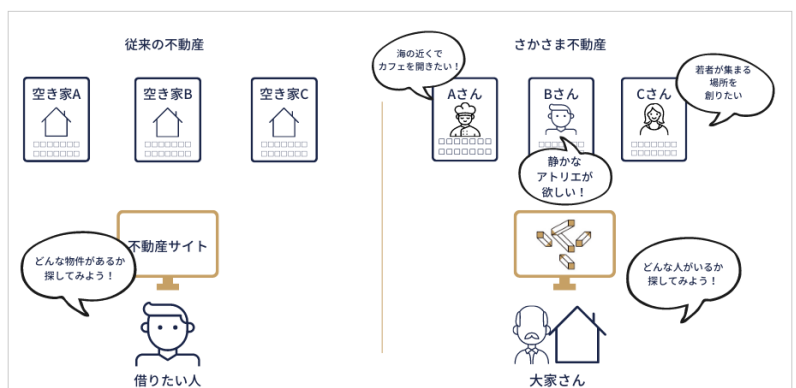 従来の不動産
空き家A
空き家B
空き家C
不動産サイト
どんな物件があるか
探してみよう！
借りたい人
さかさま不動産
海の近くで
カフェを開きたい！
Aさん
Bさん
Cさん
若者が集まる
場所を
創りたい
静かな
アトリエが
欲しい！
どんな人がいるか
探してみよう！
大家さん